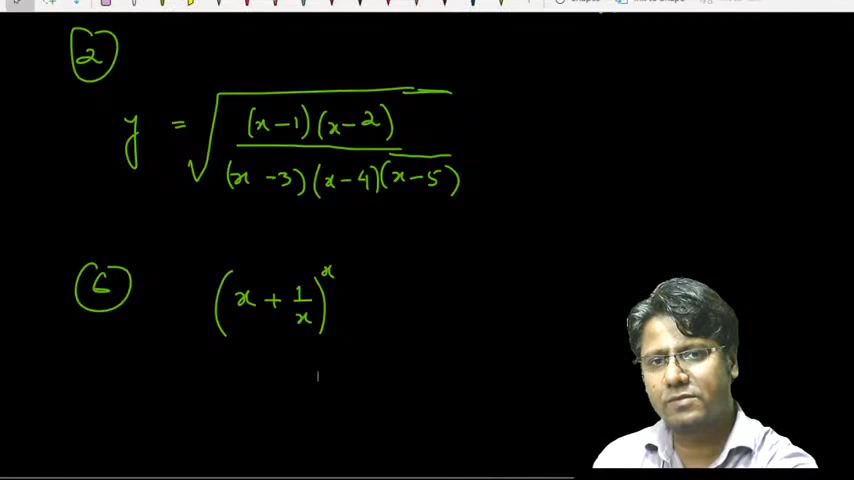 2
y = √((x-1)(x-2) / (x-3)(x-4)(x-5))
6
(x + 1/x)^x